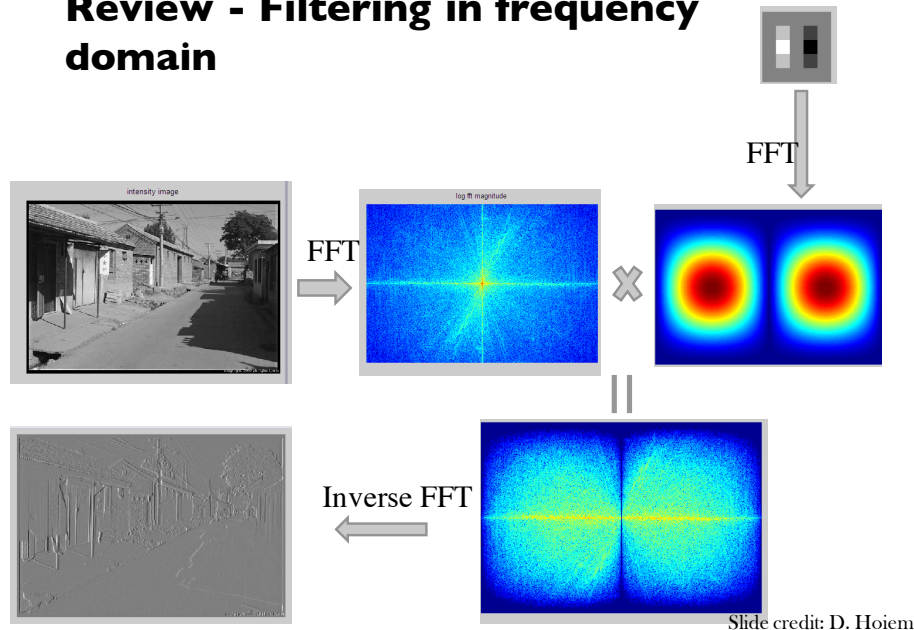 Review - Filtering in frequency
domain
FFT
intensity image
log fft magnitude
FFT
Inverse FFT
Slide credit: D. Hoiem